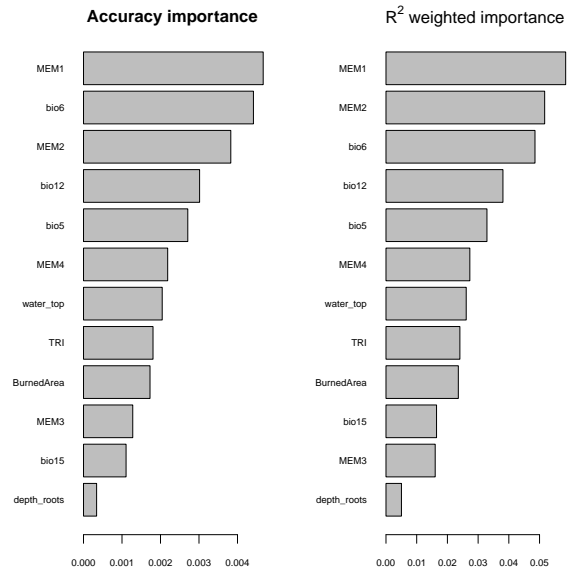 Accuracy importance
MEM1
bio6
MEM2
bio12
bio5
MEM4
water_top
TRI
BurnedArea
MEM3
bio15
depth_roots
0.000 0.001 0.002 0.003 0.004
R² weighted importance
MEM1
MEM2
bio6
bio12
bio5
MEM4
water_top
TRI
BurnedArea
bio15
MEM3
depth_roots
0.00 0.01 0.02 0.03 0.04 0.05